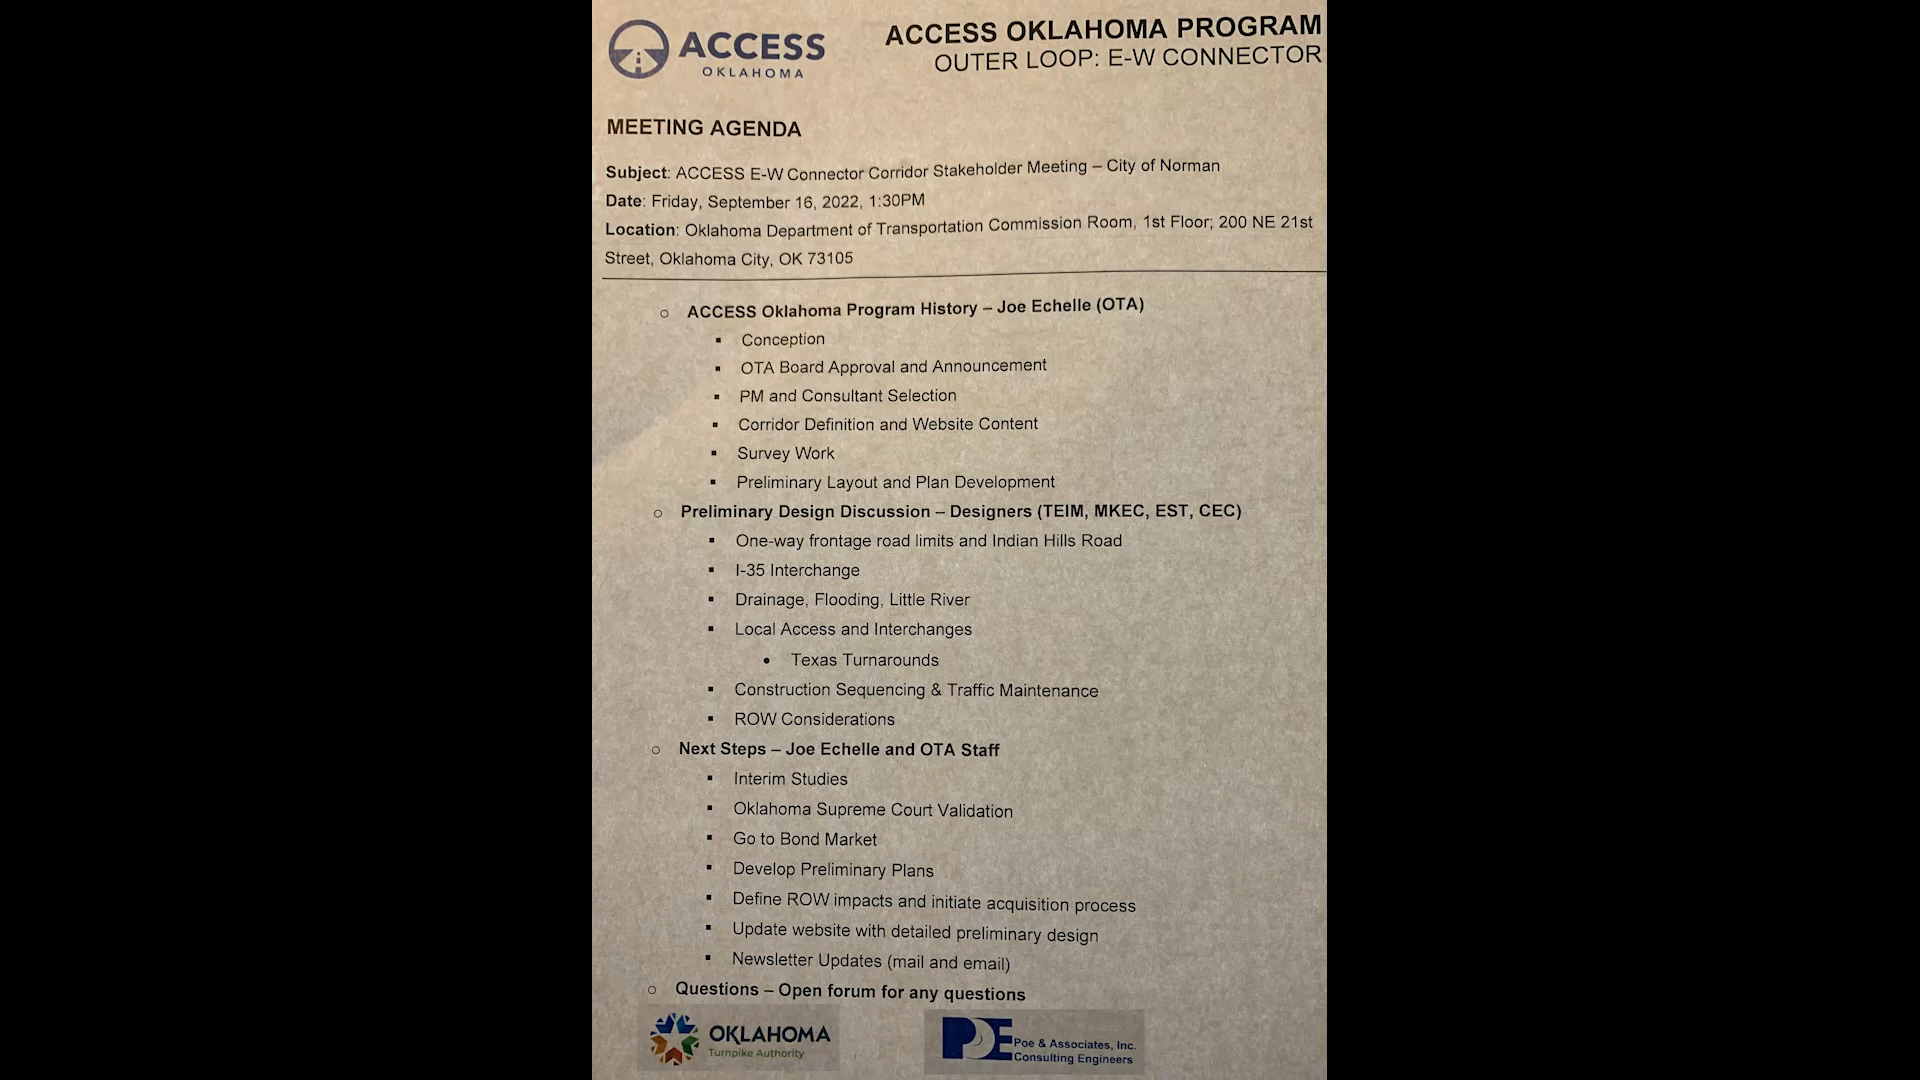 ACCESS
OKLAHOMA
ACCESS OKLAHOMA PROGRAM
OUTER LOOP: E-W CONNECTOR
MEETING AGENDA
Subject: ACCESS E-W Connector Corridor Stakeholder Meeting – City of Norman
Date: Friday, September 16, 2022, 1:30PM
Location: Oklahoma Department of Transportation Commission Room, 1st Floor; 200 NE 21st
Street, Oklahoma City, OK 73105
○ ACCESS Oklahoma Program History – Joe Echelle (OTA)
▪ Conception
▪ OTA Board Approval and Announcement
▪ PM and Consultant Selection
▪ Corridor Definition and Website Content
▪ Survey Work
▪ Preliminary Layout and Plan Development
○ Preliminary Design Discussion – Designers (TEIM, MKEC, EST, CEC)
▪ One-way frontage road limits and Indian Hills Road
▪ I-35 Interchange
▪ Drainage, Flooding, Little River
▪ Local Access and Interchanges
• Texas Turnarounds
▪ Construction Sequencing & Traffic Maintenance
▪ ROW Considerations
○ Next Steps – Joe Echelle and OTA Staff
▪ Interim Studies
▪ Oklahoma Supreme Court Validation
▪ Go to Bond Market
▪ Develop Preliminary Plans
▪ Define ROW impacts and initiate acquisition process
▪ Update website with detailed preliminary design
▪ Newsletter Updates (mail and email)
○ Questions – Open forum for any questions
OKLAHOMA
Turnpike Authority
POE
Poe & Associates, Inc.
Consulting Engineers